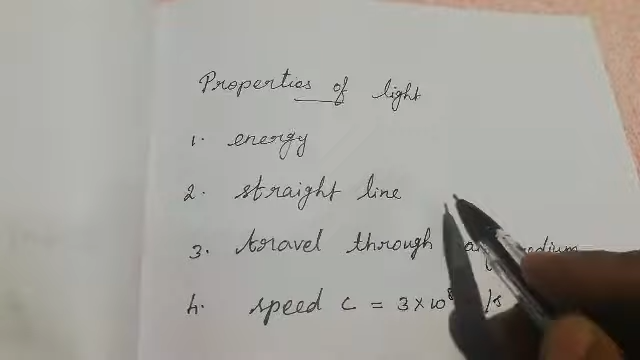 Properties of light
1. energy
2. straight line
3. travel through
4. speed c = 3×10⁸ /s